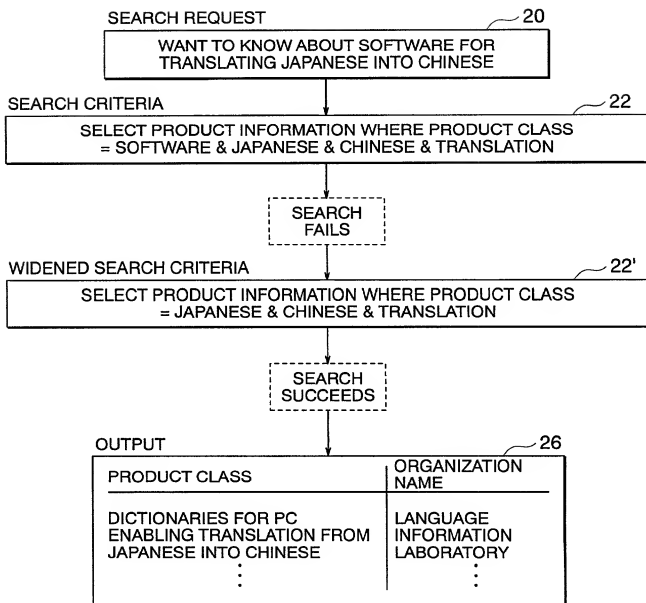 SEARCH REQUEST
20
WANT TO KNOW ABOUT SOFTWARE FOR
TRANSLATING JAPANESE INTO CHINESE
SEARCH CRITERIA
22
SELECT PRODUCT INFORMATION WHERE PRODUCT CLASS
= SOFTWARE & JAPANESE & CHINESE & TRANSLATION
SEARCH
FAILS
WIDENED SEARCH CRITERIA
22'
SELECT PRODUCT INFORMATION WHERE PRODUCT CLASS
= JAPANESE & CHINESE & TRANSLATION
SEARCH
SUCCEEDS
OUTPUT
26
PRODUCT CLASS
ORGANIZATION
NAME
DICTIONARIES FOR PC
ENABLING TRANSLATION FROM
JAPANESE INTO CHINESE
LANGUAGE
INFORMATION
LABORATORY